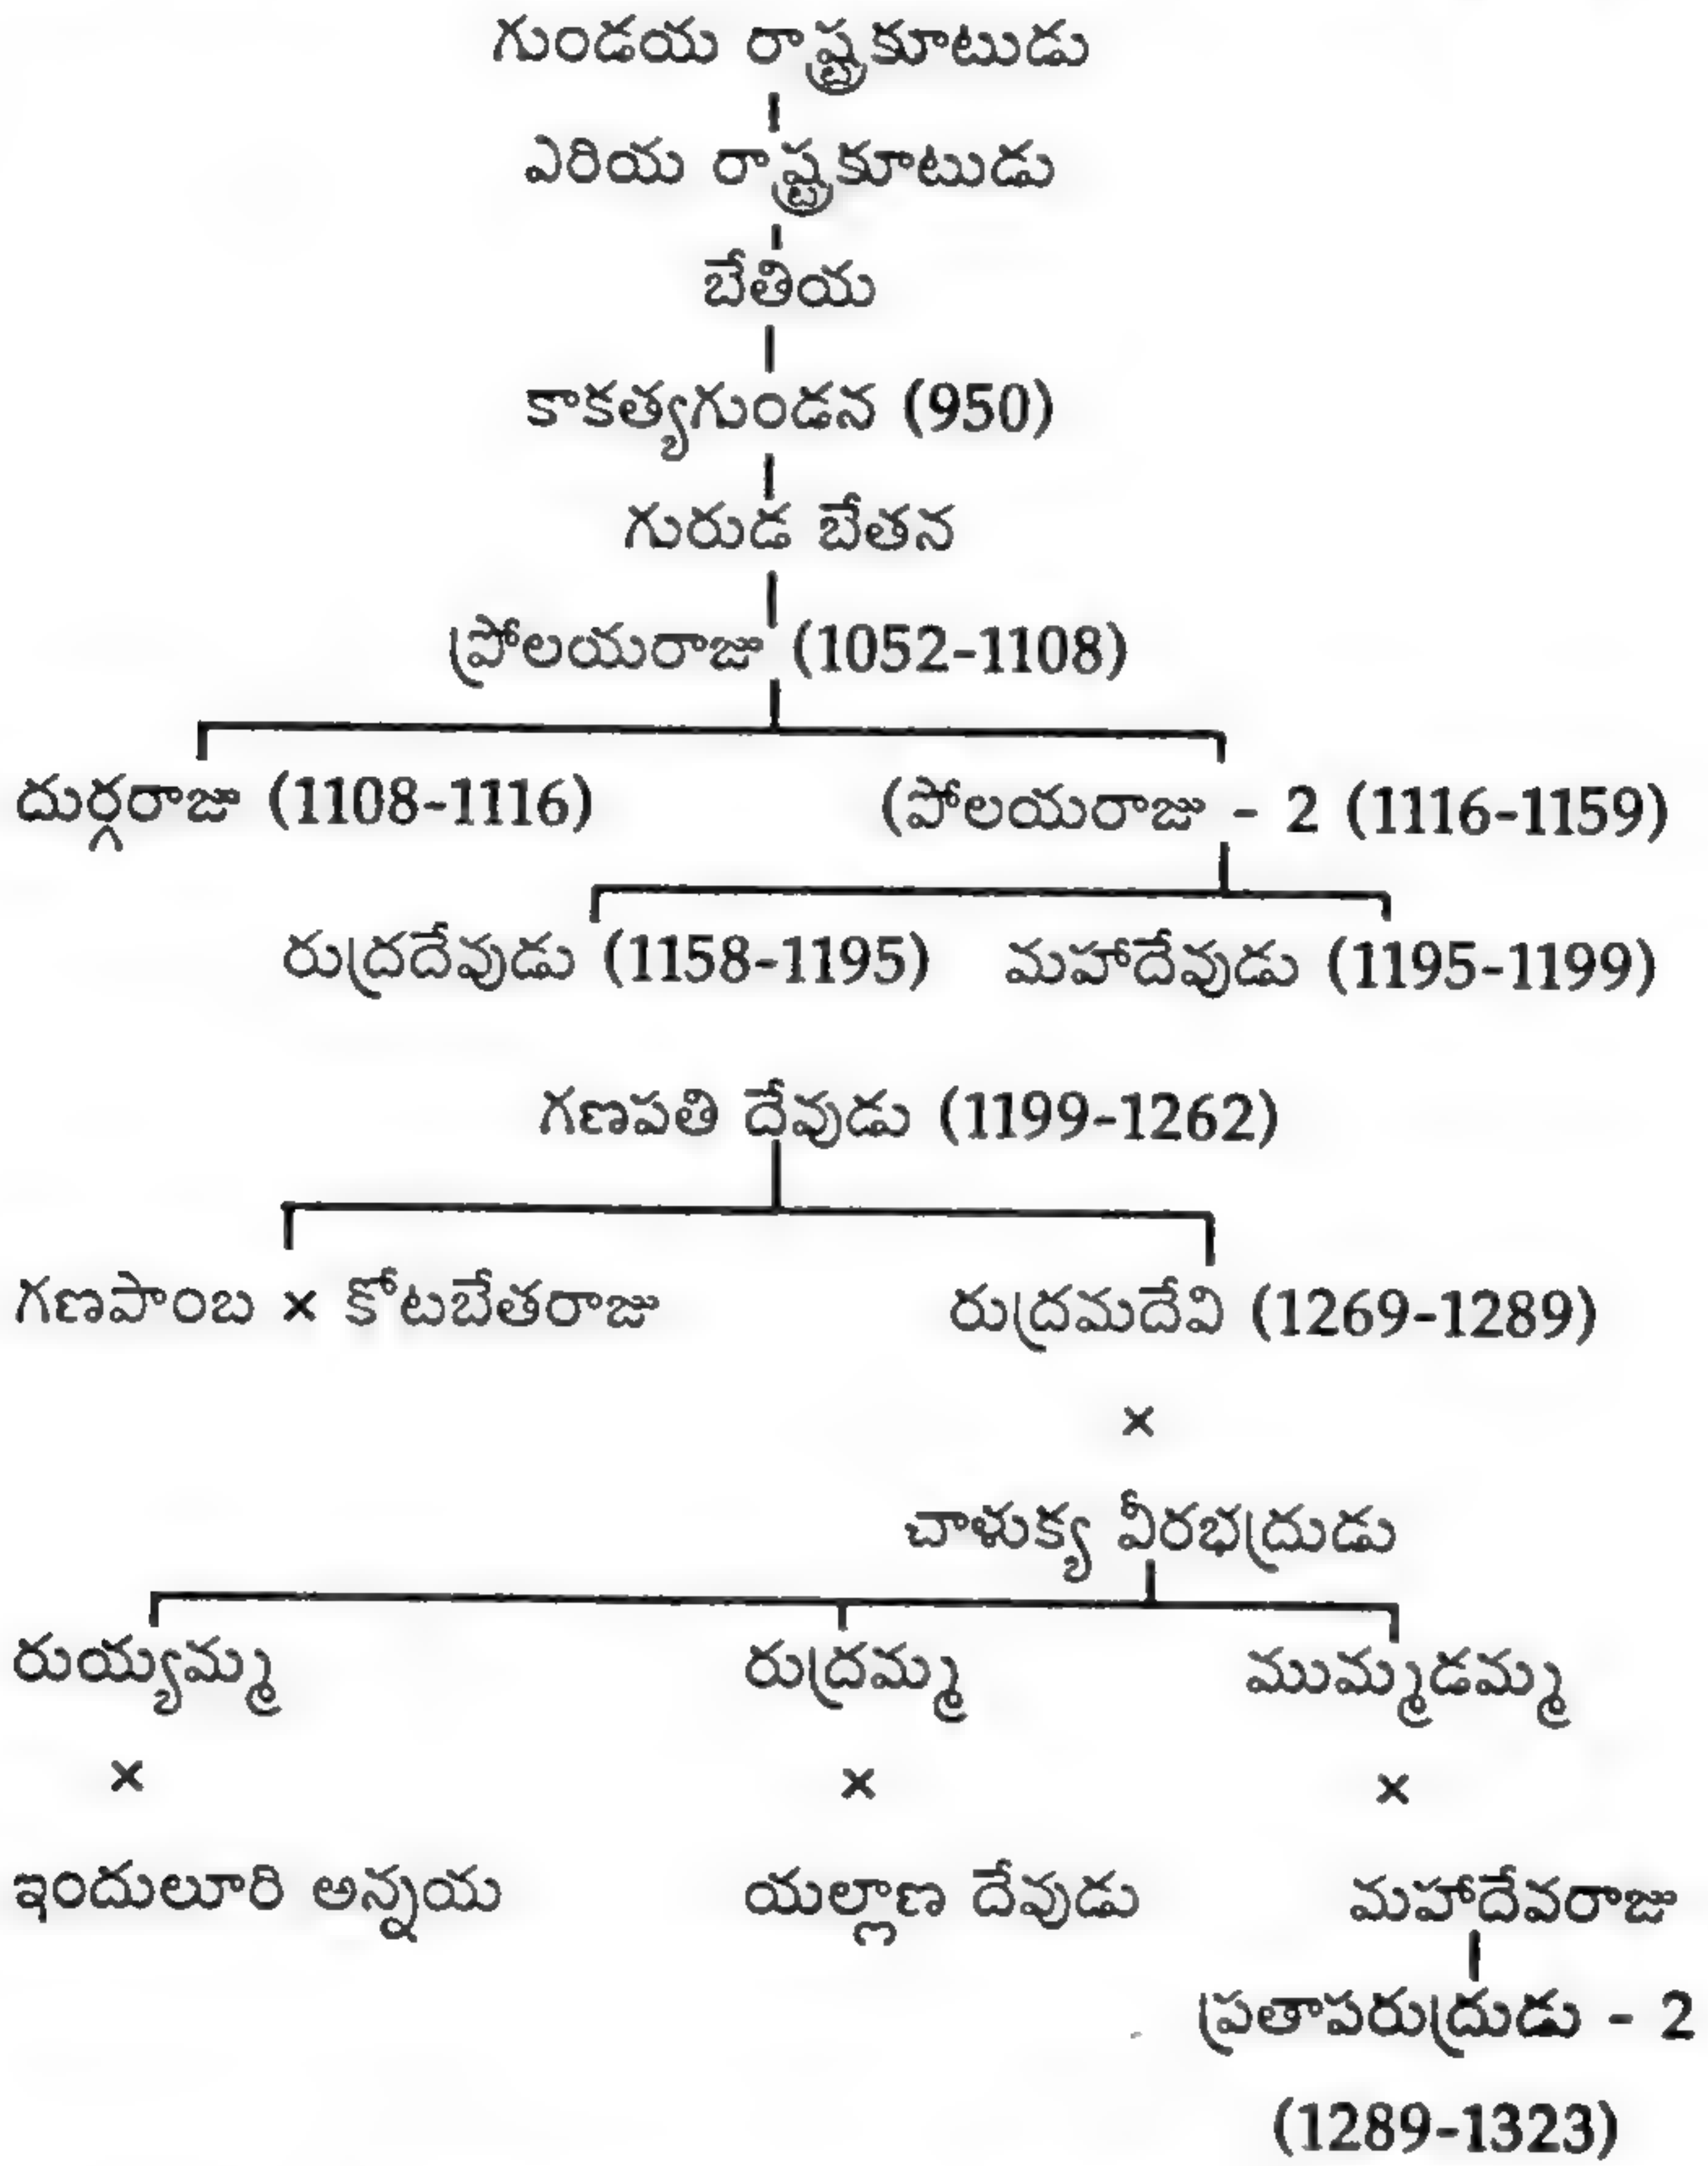 గుండయ రాష్ట్రకూటుడు
ఎరియ రాష్ట్రకూటుడు
బేతియ
కాకత్యగుండన (950)
గురుడ బేతన
ప్రోలయరాజు (1052-1108)
దుర్గరాజు (1108-1116) ప్రోలయరాజు - 2 (1116-1159)
రుద్రదేవుడు (1158-1195) మహాదేవుడు (1195-1199)
గణపతి దేవుడు (1199-1262)
గణపాంబ × కోటబేతరాజు రుద్రమదేవి (1269-1289)
×
చాళుక్య వీరభద్రుడు
రుయ్యమ్మ రుద్రమ్మ ముమ్మడమ్మ
× × ×
ఇందులూరి అన్నయ యల్లాణ దేవుడు మహాదేవరాజు
ప్రతాపరుద్రుడు - 2
(1289-1323)